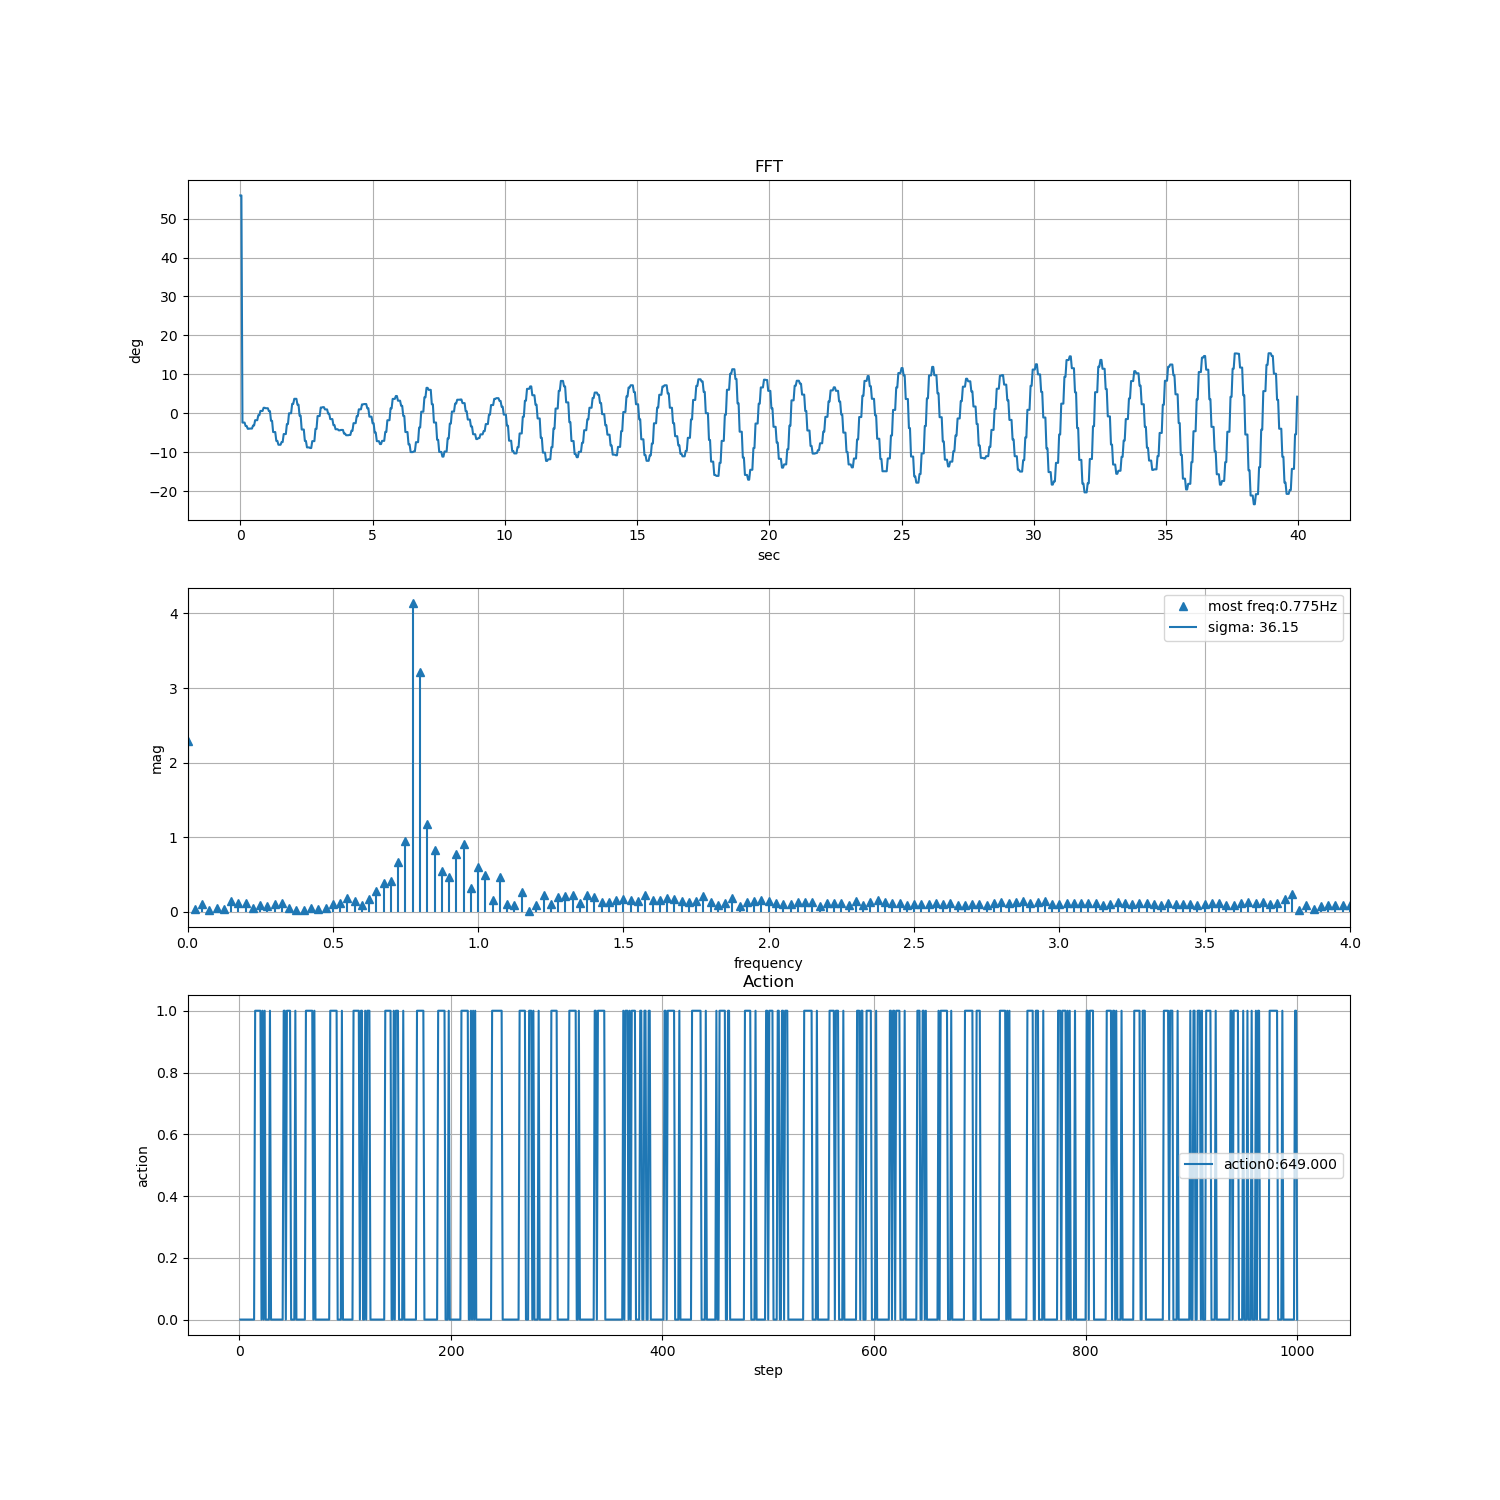 FFT
50
40
30
20
10
0
−10
−20
deg
0 5 10 15 20 25 30 35 40
sec
4
3
2
1
0
mag
most freq:0.775Hz
sigma: 36.15
0.0 0.5 1.0 1.5 2.0 2.5 3.0 3.5 4.0
frequency
Action
1.0
0.8
0.6
0.4
0.2
0.0
action
action0:649.000
0 200 400 600 800 1000
step